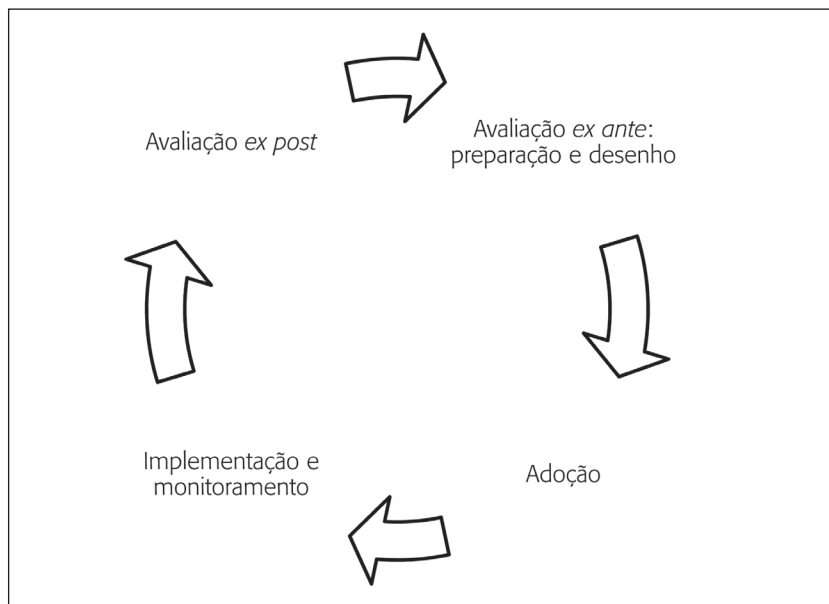 Avaliação ex post
Avaliação ex ante:
preparação e desenho
Implementação e
monitoramento
Adoção